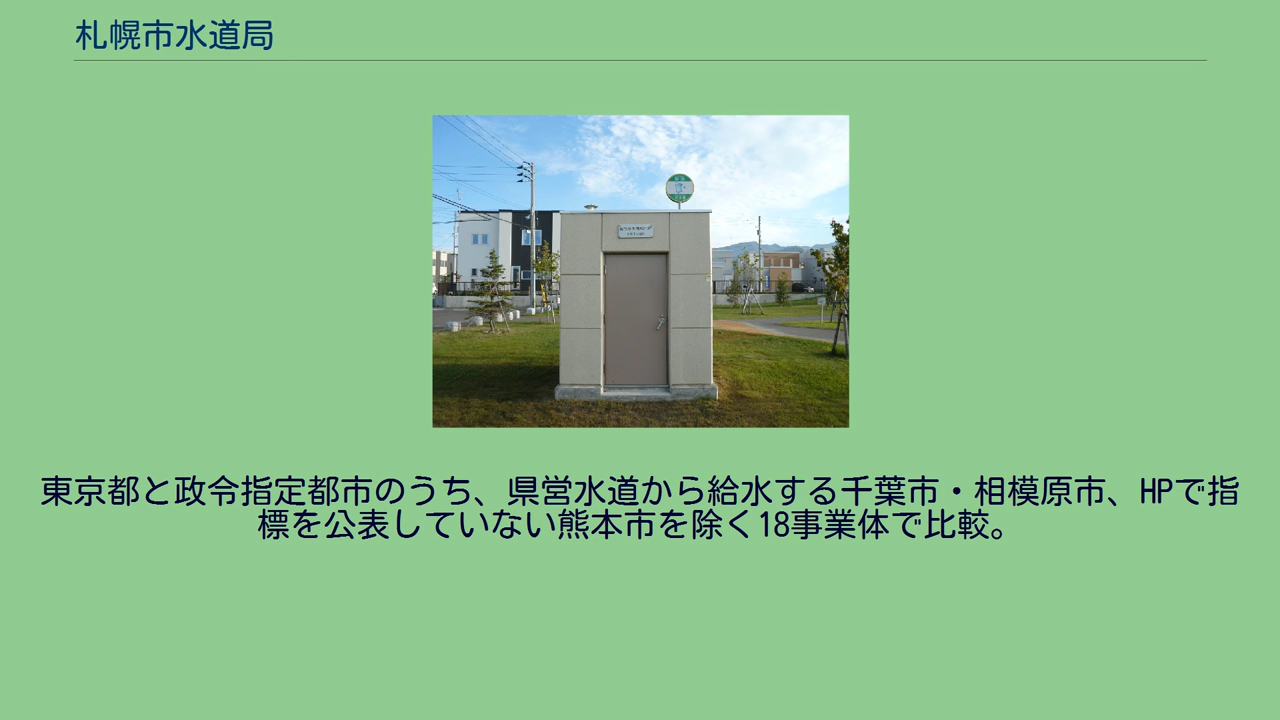 札幌市水道局
東京都と政令指定都市のうち、県営水道から給水する千葉市・相模原市、HPで指
標を公表していない熊本市を除く18事業体で比較。